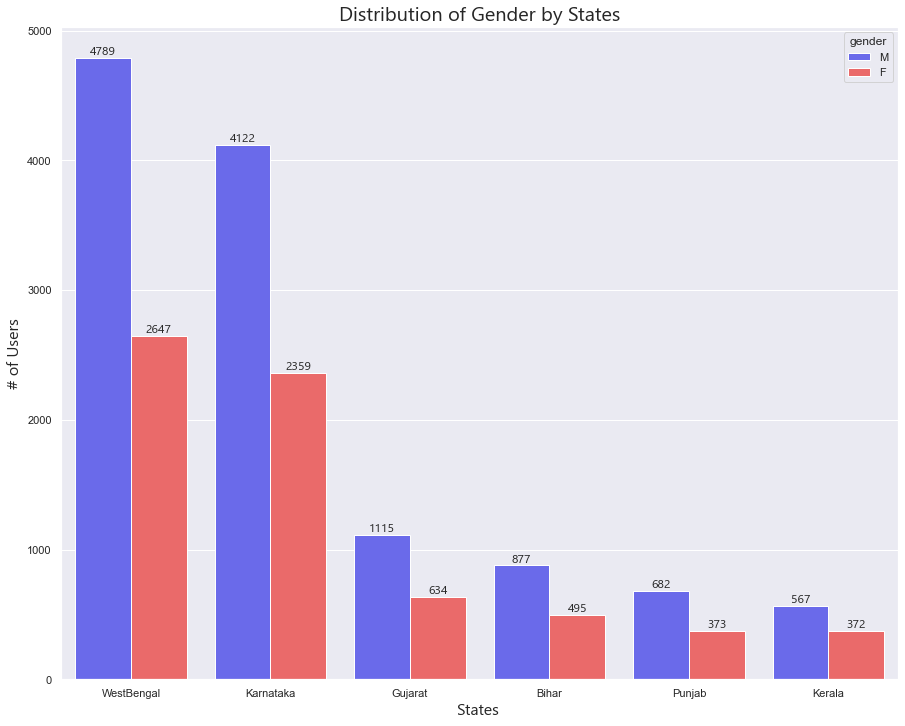 Distribution of Gender by States
5000
4000
3000
2000
1000
0
# of Users
gender
M
F
4789
2647
4122
2359
1115
634
877
495
682
373
567
372
WestBengal
Karnataka
Gujarat
Bihar
Punjab
Kerala
States